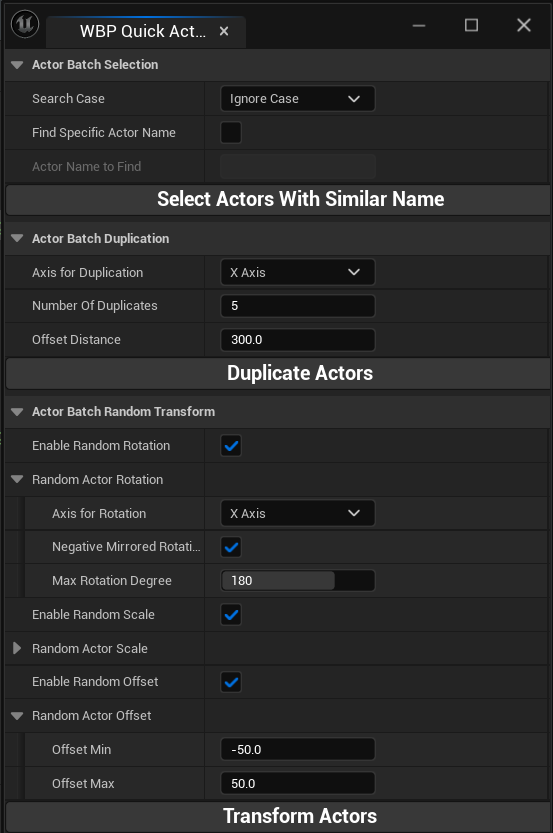 WBP Quick Act...
Actor Batch Selection
Search Case Ignore Case
Find Specific Actor Name
Actor Name to Find
Select Actors With Similar Name
Actor Batch Duplication
Axis for Duplication X Axis
Number Of Duplicates 5
Offset Distance 300.0
Duplicate Actors
Actor Batch Random Transform
Enable Random Rotation
Random Actor Rotation
Axis for Rotation X Axis
Negative Mirrored Rotati...
Max Rotation Degree 180
Enable Random Scale
Random Actor Scale
Enable Random Offset
Random Actor Offset
Offset Min -50.0
Offset Max 50.0
Transform Actors